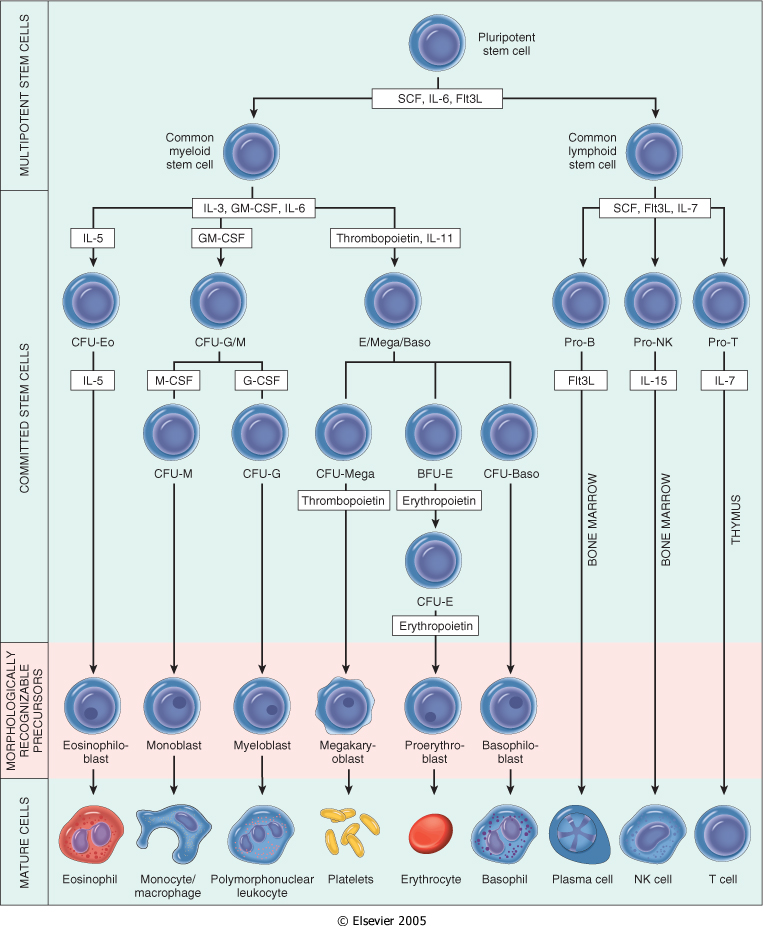 MULTIPOTENT STEM CELLS
Pluripotent
stem cell
SCF, IL-6, Flt3L
Common
myeloid
stem cell
Common
lymphoid
stem cell
COMMITTED STEM CELLS
IL-3, GM-CSF, IL-6
SCF, Flt3L, IL-7
IL-5
GM-CSF
Thrombopoietin, IL-11
CFU-Eo
CFU-G/M
E/Mega/Baso
Pro-B
Pro-NK
Pro-T
IL-5
M-CSF
G-CSF
Flt3L
IL-15
IL-7
CFU-M
CFU-G
CFU-Mega
BFU-E
CFU-Baso
Thrombopoietin
Erythropoietin
BONE MARROW
BONE MARROW
THYMUS
CFU-E
Erythropoietin
MORPHOLOGICALLY
RECOGNIZABLE
PRECURSORS
Eosinophilo-
blast
Monoblast
Myeloblast
Megakary-
oblast
Proerythro-
blast
Basophilo-
blast
MATURE CELLS
Eosinophil
Monocyte/
macrophage
Polymorphonuclear
leukocyte
Platelets
Erythrocyte
Basophil
Plasma cell
NK cell
T cell
© Elsevier 2005